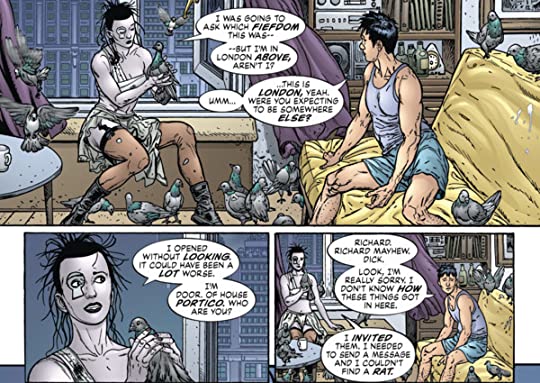 I WAS GOING TO
ASK WHICH FIEFDOM
THIS WAS--
--BUT I'M IN
LONDON ABOVE,
AREN'T I?
UMM...
...THIS IS
LONDON, YEAH.
WERE YOU EXPECTING
TO BE SOMEWHERE
ELSE?
I OPENED
WITHOUT LOOKING.
IT COULD HAVE BEEN A
LOT WORSE.
I'M
DOOR. OF HOUSE
PORTICO. WHO
ARE YOU?
RICHARD.
RICHARD MAYHEW.
DICK.
LOOK, I'M
REALLY SORRY. I
DON'T KNOW HOW
THESE THINGS GOT
IN HERE.
I INVITED
THEM. I NEEDED
TO SEND A MESSAGE
AND I COULDN'T
FIND A RAT.